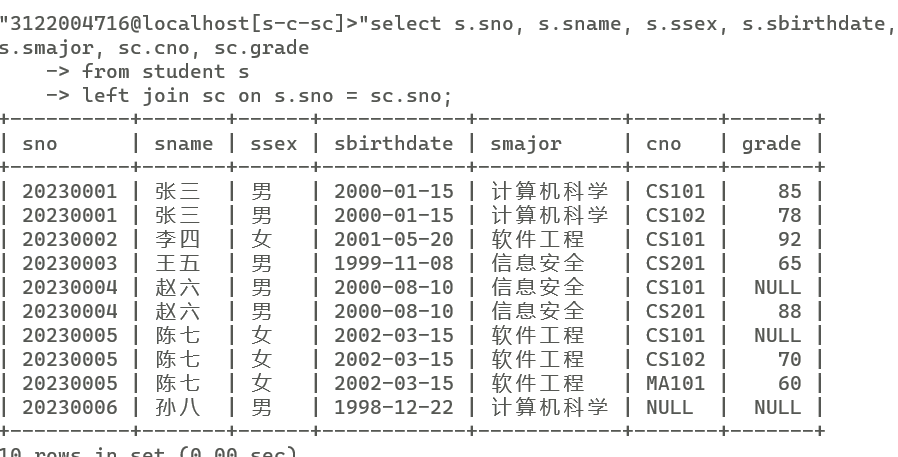 "3122004716@localhost[s-c-sc]>"select s.sno, s.sname, s.ssex, s.sbirthdate,
s.smajor, sc.cno, sc.grade
    -> from student s
    -> left join sc on s.sno = sc.sno;
+----------+-------+------+------------+--------------+-------+-------+
| sno      | sname | ssex | sbirthdate | smajor       | cno   | grade |
+----------+-------+------+------------+--------------+-------+-------+
| 20230001 | 张三  | 男   | 2000-01-15 | 计算机科学   | CS101 |    85 |
| 20230001 | 张三  | 男   | 2000-01-15 | 计算机科学   | CS102 |    78 |
| 20230002 | 李四  | 女   | 2001-05-20 | 软件工程     | CS101 |    92 |
| 20230003 | 王五  | 男   | 1999-11-08 | 信息安全     | CS201 |    65 |
| 20230004 | 赵六  | 男   | 2000-08-10 | 信息安全     | CS101 |  NULL |
| 20230004 | 赵六  | 男   | 2000-08-10 | 信息安全     | CS201 |    88 |
| 20230005 | 陈七  | 女   | 2002-03-15 | 软件工程     | CS101 |  NULL |
| 20230005 | 陈七  | 女   | 2002-03-15 | 软件工程     | CS102 |    70 |
| 20230005 | 陈七  | 女   | 2002-03-15 | 软件工程     | MA101 |    60 |
| 20230006 | 孙八  | 男   | 1998-12-22 | 计算机科学   | NULL  |  NULL |
+----------+-------+------+------------+--------------+-------+-------+
10 rows in set (0.00 sec)